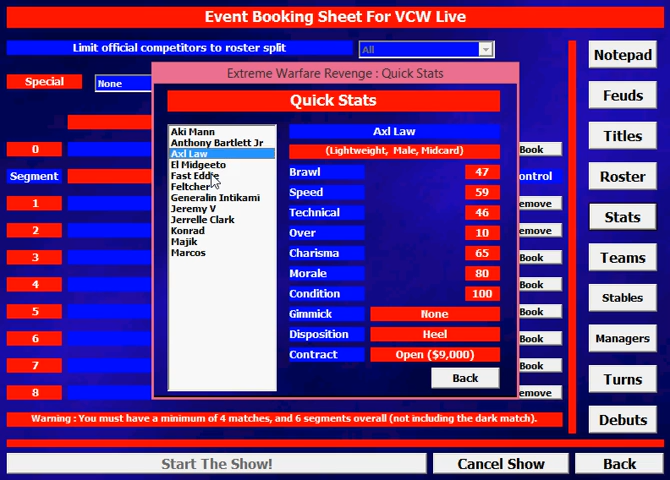 Event Booking Sheet For VCW Live
Limit official competitors to roster split
All
Special
None
Extreme Warfare Revenge : Quick Stats
Quick Stats
Aki Mann
Anthony Bartlett Jr
Axl Law
El Midgeeto
Fast Eddie
Feltcher
Generalin Intikami
Jeremy V
Jerrelle Clark
Konrad
Majik
Marcos
Axl Law
(Lightweight, Male, Midcard)
Brawl 47
Speed 59
Technical 46
Over 10
Charisma 65
Morale 80
Condition 100
Gimmick None
Disposition Heel
Contract Open ($9,000)
Back
0
Book
Segment
ontrol
1
emove
2
emove
3
Book
4
Book
5
Book
6
Book
7
Book
8
emove
Notepad
Feuds
Titles
Roster
Stats
Teams
Stables
Managers
Turns
Debuts
Warning : You must have a minimum of 4 matches, and 6 segments overall (not including the dark match).
Start The Show!
Cancel Show
Back